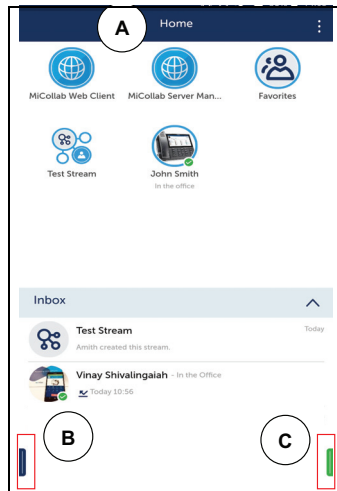 A
Home
MiCollab Web Client
MiCollab Server Man...
Favorites
Test Stream
John Smith
In the office
Inbox
Test Stream
Today
Amith created this stream.
Vinay Shivalingaiah - In the Office
Today 10:56
B
C